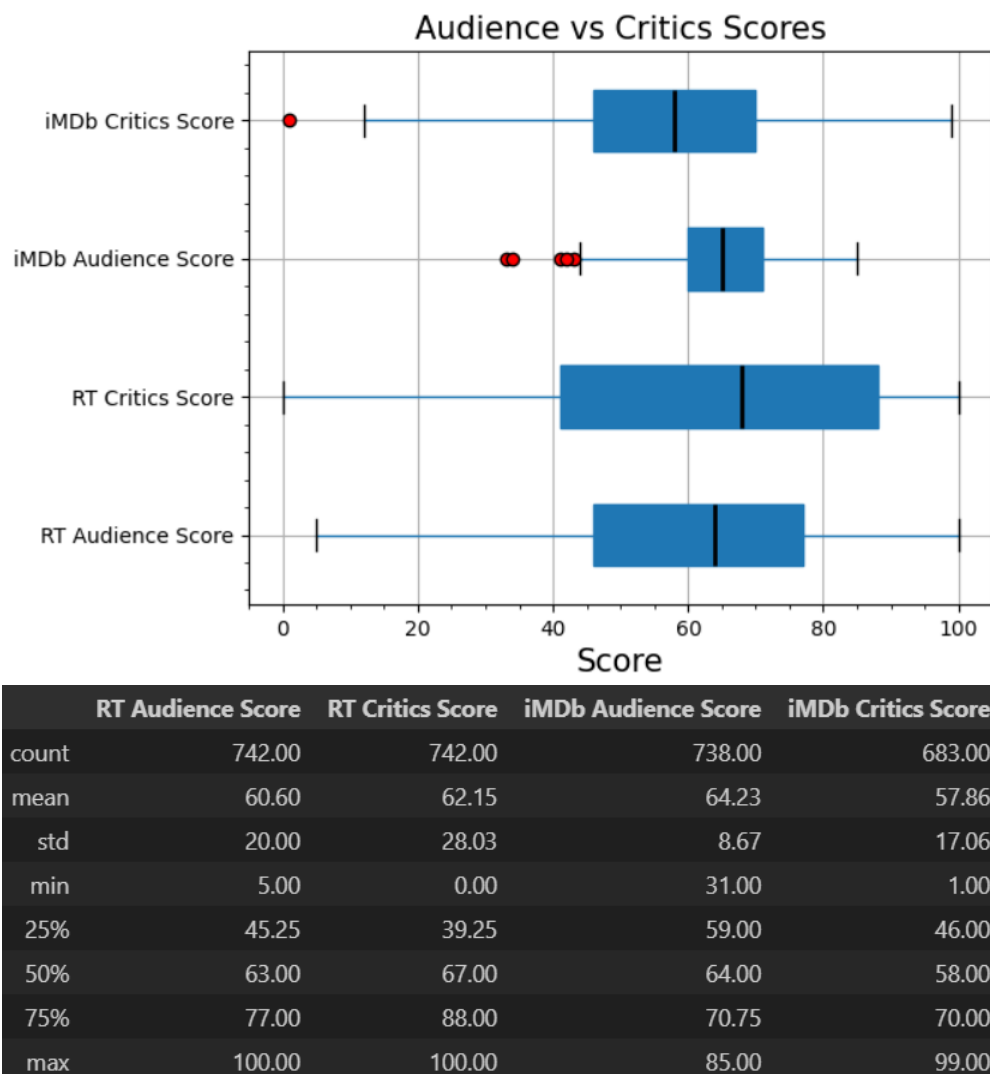 Audience vs Critics Scores
iMDb Critics Score
iMDb Audience Score
RT Critics Score
RT Audience Score
0 20 40 60 80 100
Score
RT Audience Score RT Critics Score iMDb Audience Score iMDb Critics Score
count 742.00 742.00 738.00 683.00
mean 60.60 62.15 64.23 57.86
std 20.00 28.03 8.67 17.06
min 5.00 0.00 31.00 1.00
25% 45.25 39.25 59.00 46.00
50% 63.00 67.00 64.00 58.00
75% 77.00 88.00 70.75 70.00
max 100.00 100.00 85.00 99.00